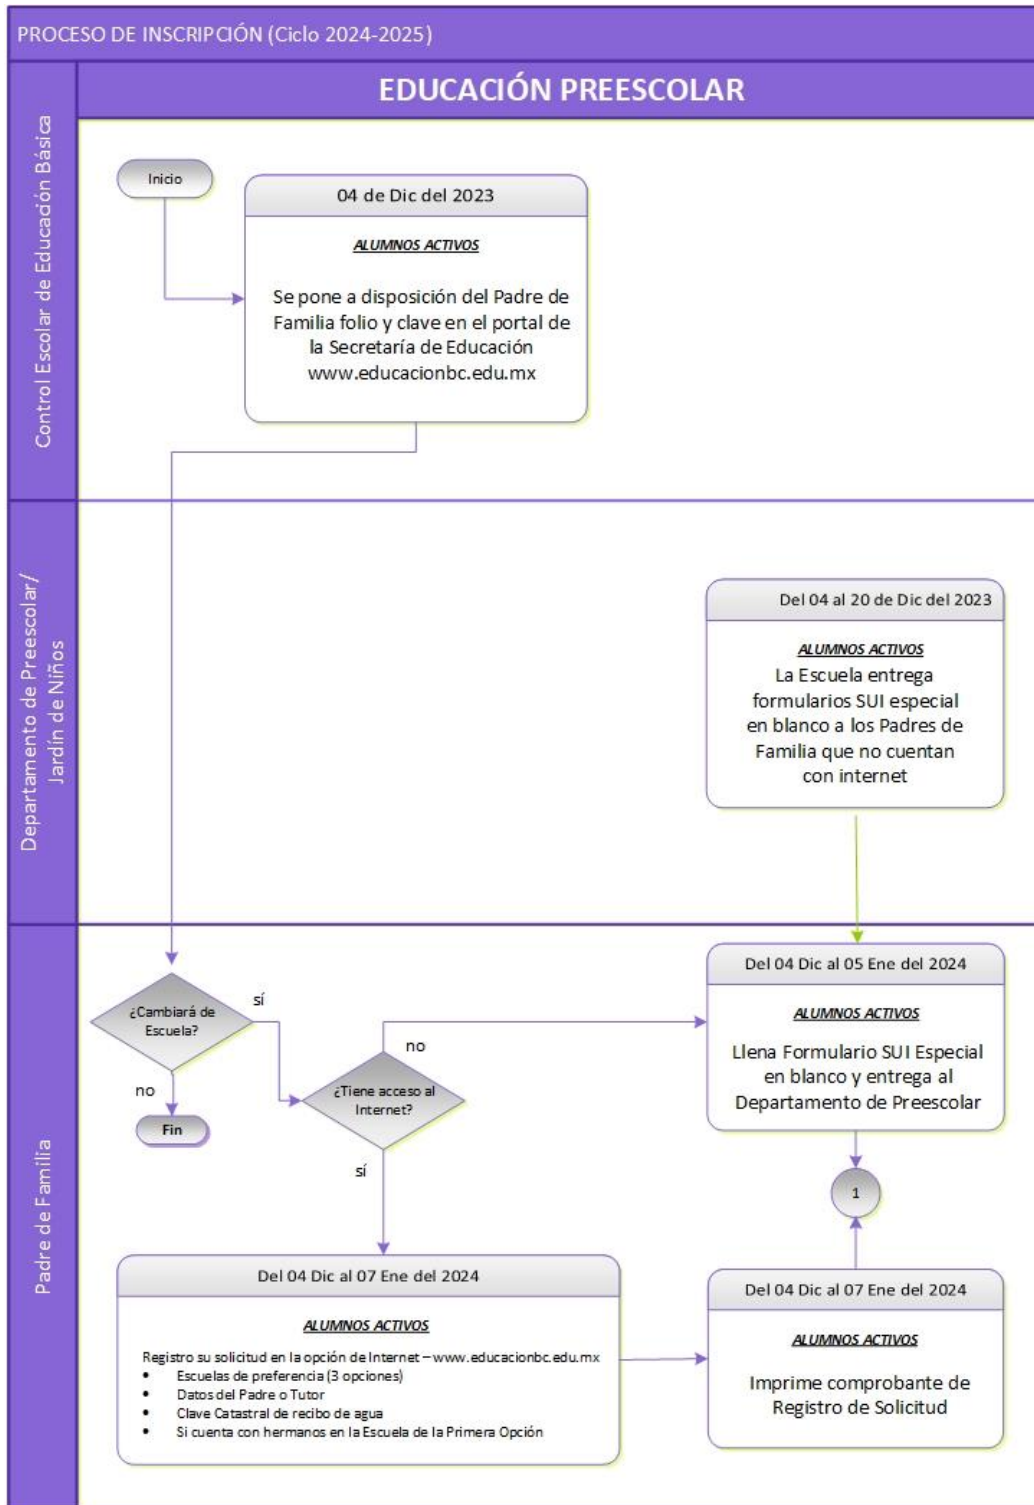 PROCESO DE INSCRIPCIÓN (Ciclo 2024-2025)
EDUCACIÓN PREESCOLAR
Control Escolar de Educación Básica
Inicio
04 de Dic del 2023
ALUMNOS ACTIVOS
Se pone a disposición del Padre de
Familia folio y clave en el portal de
la Secretaría de Educación
www.educacionbc.edu.mx
Departamento de Preescolar/
Jardín de Niños
Del 04 al 20 de Dic del 2023
ALUMNOS ACTIVOS
La Escuela entrega
formularios SUI especial
en blanco a los Padres de
Familia que no cuentan
con internet
Padre de Familia
¿Cambiará de
Escuela?
sí
no
Fin
¿Tiene acceso al
Internet?
no
sí
Del 04 Dic al 05 Ene del 2024
ALUMNOS ACTIVOS
Llena Formulario SUI Especial
en blanco y entrega al
Departamento de Preescolar
1
Del 04 Dic al 07 Ene del 2024
ALUMNOS ACTIVOS
Registro su solicitud en la opción de Internet – www.educacionbc.edu.mx
• Escuelas de preferencia (3 opciones)
• Datos del Padre o Tutor
• Clave Catastral de recibo de agua
• Si cuenta con hermanos en la Escuela de la Primera Opción
Del 04 Dic al 07 Ene del 2024
ALUMNOS ACTIVOS
Imprime comprobante de
Registro de Solicitud